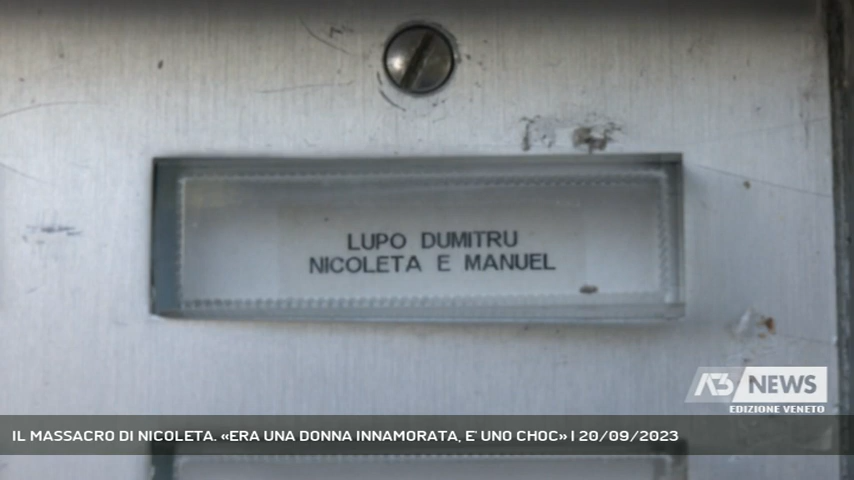 LUPO DUMITRU
NICOLETA E MANUEL
A3 NEWS
EDIZIONE VENETO
IL MASSACRO DI NICOLETA. «ERA UNA DONNA INNAMORATA, E' UNO CHOC» | 20/09/2023